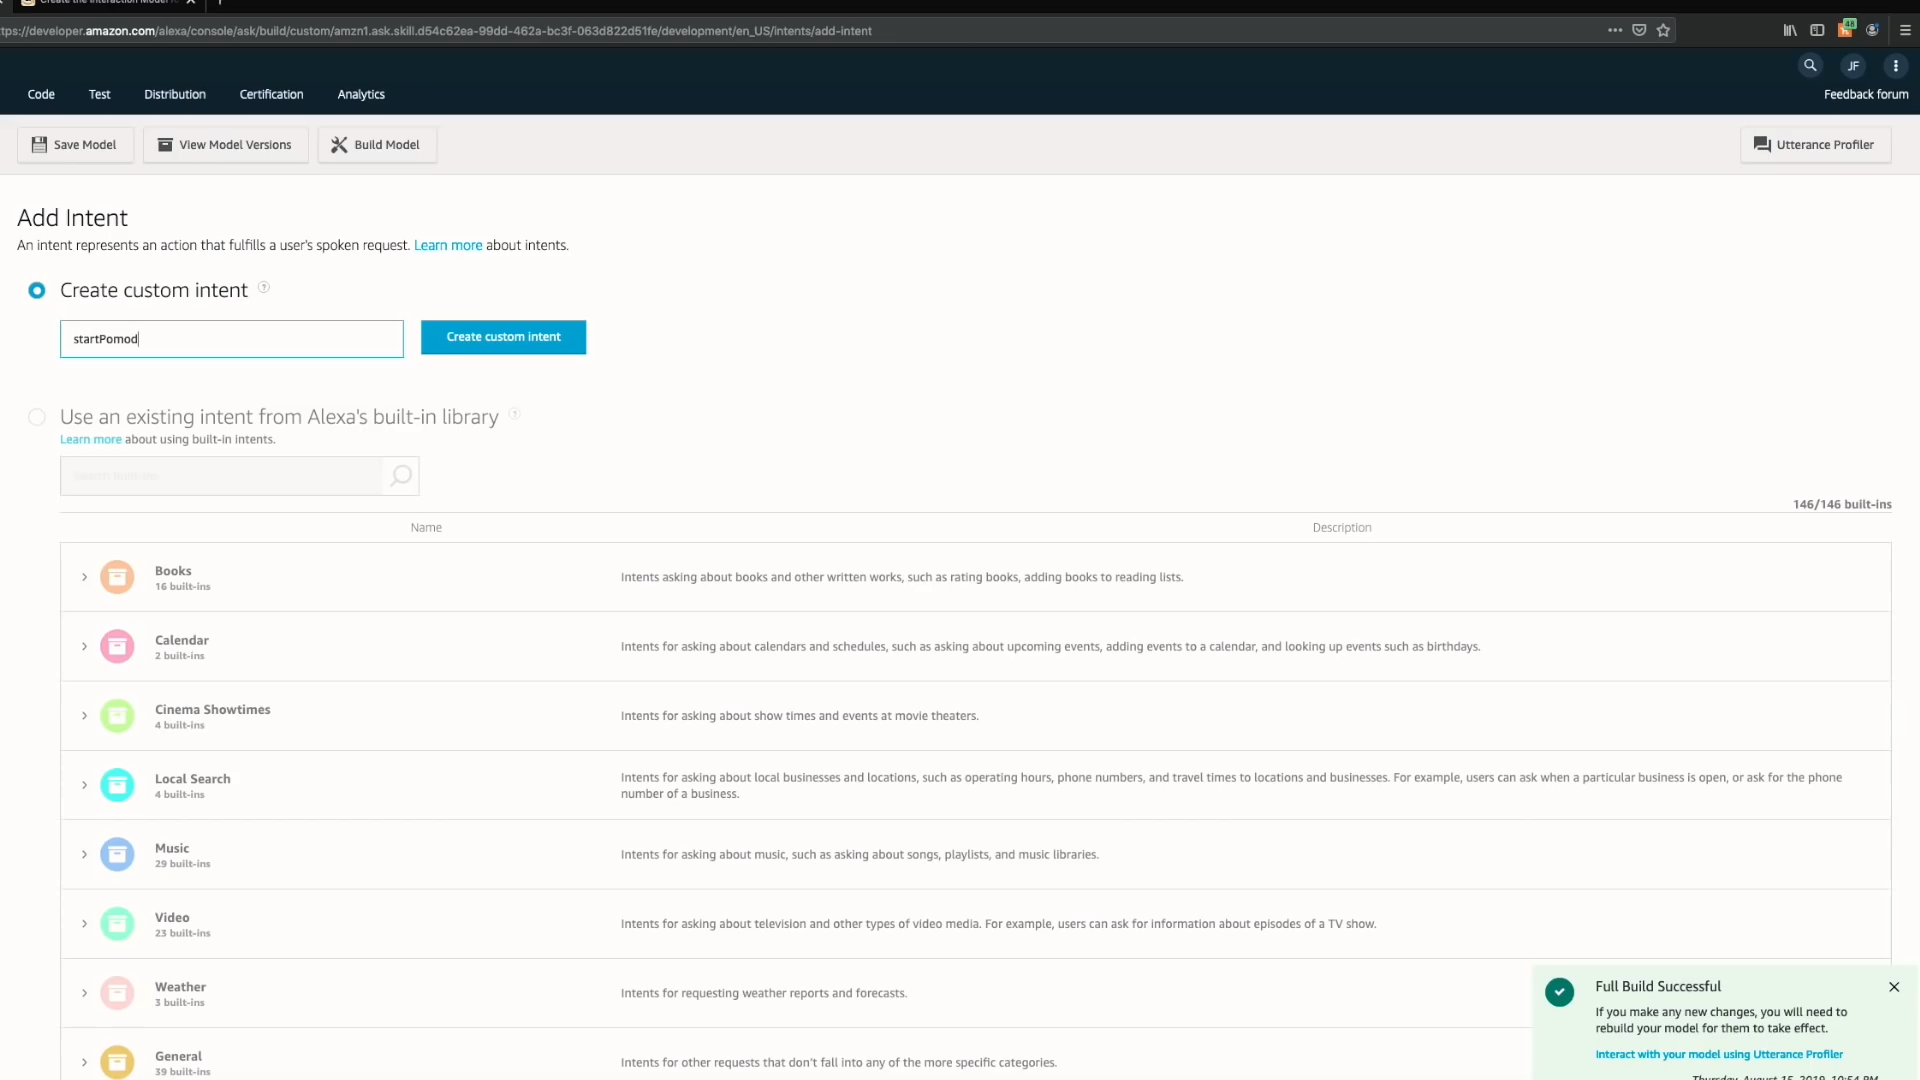 tps://developer.amazon.com/alexa/console/ask/build/custom/amzn1.ask.skill.d54c62ea-99dd-462a-bc3f-063d822d51fe/development/en_US/intents/add-intent
48
JF
Code Test Distribution Certification Analytics Feedback forum
Save Model View Model Versions Build Model Utterance Profiler
Add Intent
An intent represents an action that fulfills a user's spoken request. Learn more about intents.
Create custom intent ?
startPomod Create custom intent
Use an existing intent from Alexa's built-in library ?
Learn more about using built-in intents.
146/146 built-ins
Name Description
Books
16 built-ins
Intents asking about books and other written works, such as rating books, adding books to reading lists.
Calendar
2 built-ins
Intents for asking about calendars and schedules, such as asking about upcoming events, adding events to a calendar, and looking up events such as birthdays.
Cinema Showtimes
4 built-ins
Intents for asking about show times and events at movie theaters.
Local Search
4 built-ins
Intents for asking about local businesses and locations, such as operating hours, phone numbers, and travel times to locations and businesses. For example, users can ask when a particular business is open, or ask for the phone
number of a business.
Music
29 built-ins
Intents for asking about music, such as asking about songs, playlists, and music libraries.
Video
23 built-ins
Intents for asking about television and other types of video media. For example, users can ask for information about episodes of a TV show.
Weather
3 built-ins
Intents for requesting weather reports and forecasts.
General
39 built-ins
Intents for other requests that don't fall into any of the more specific categories.
Full Build Successful
If you make any new changes, you will need to
rebuild your model for them to take effect.
Interact with your model using Utterance Profiler
Thursday, August 15, 2019, 10:54 PM